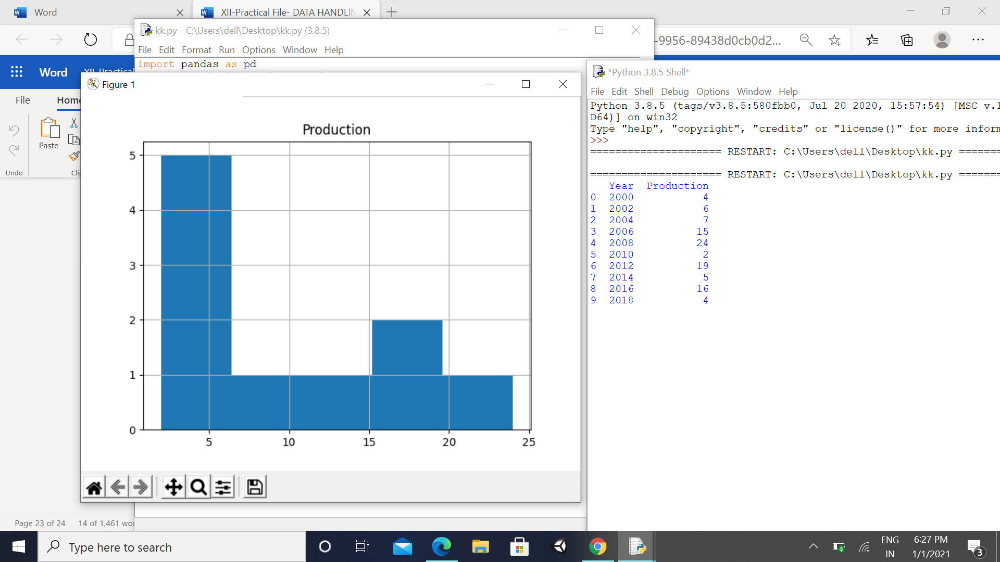 Word
XII-Practical File- DATA HANDLIN
kk.py - C:\Users\dell\Desktop\kk.py (3.8.5)
-9956-89438d0cb0d2...
File Edit Format Run Options Window Help
import pandas as pd
Word XII-Practical
File Home
Paste
Undo
Figure 1
Production
5
4
3
2
1
0
5 10 15 20 25
*Python 3.8.5 Shell*
File Edit Shell Debug Options Window Help
Python 3.8.5 (tags/v3.8.5:580fbb0, Jul 20 2020, 15:57:54) [MSC v.1
D64)] on win32
Type "help", "copyright", "credits" or "license()" for more inform
>>>
===================== RESTART: C:\Users\dell\Desktop\kk.py =======
===================== RESTART: C:\Users\dell\Desktop\kk.py =======
Year Production
0 2000 4
1 2002 6
2 2004 7
3 2006 15
4 2008 24
5 2010 2
6 2012 19
7 2014 5
8 2016 16
9 2018 4
Page 23 of 24 14 of 1,461 wor
Type here to search
ENG
IN
6:27 PM
1/1/2021
3